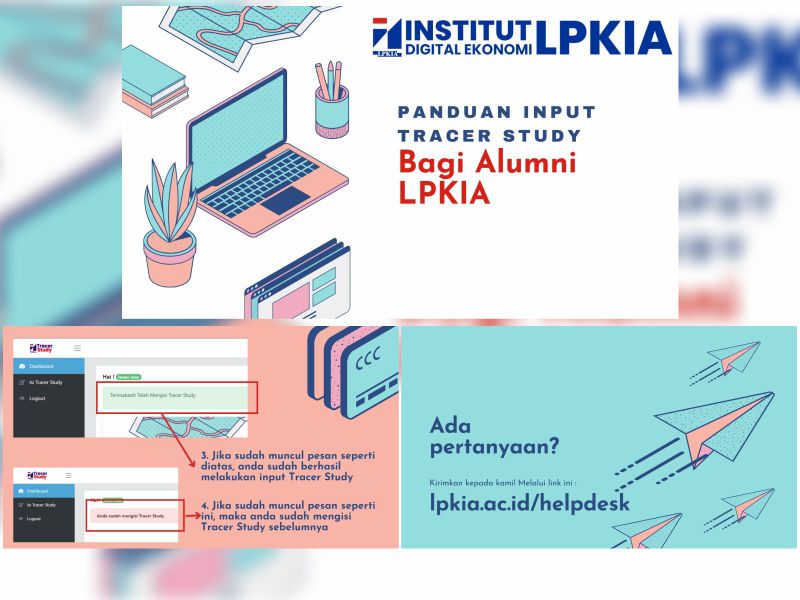 INSTITUT
DIGITAL EKONOMI
LPKIA
LPKIA
PANDUAN INPUT
TRACER STUDY
Bagi Alumni
LPKIA
Tracer
Study
Dashboard
Isi Tracer Study
Logout
Hai !
Terimakasih Telah Mengisi Tracer Study
3. Jika sudah muncul pesan seperti
diatas, anda sudah berhasil
melakukan input Tracer Study
Tracer
Study
Dashboard
Isi Tracer Study
Logout
Hai !
Anda sudah mengisi Tracer Study
4. Jika sudah muncul pesan seperti
ini, maka anda sudah mengisi
Tracer Study sebelumnya
Ada
pertanyaan?
Kirimkan kepada kami! Melalui link ini :
lpkia.ac.id/helpdesk